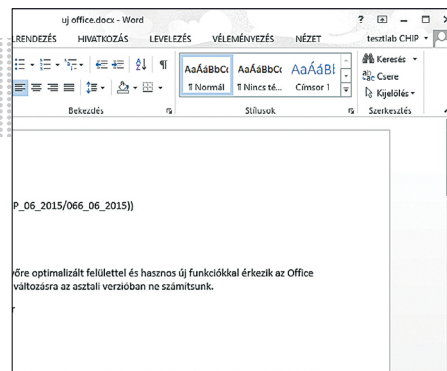 uj office.docx - Word
LRENDEZÉS HIVATKOZÁS LEVELEZÉS VÉLEMÉNYEZÉS NÉZET tesztlab CHIP
AaÁáBbCc AaÁáBbCc AaÁáBl Keresés
Csere
¶ Normál ¶ Nincs té... Címsor 1 Kijelölés
Bekezdés Stílusok Szerkesztés
P_06_2015/066_06_2015))
őre optimalizált felülettel és hasznos új funkciókkal érkezik az Office
változásra az asztali verzióban ne számítsunk.